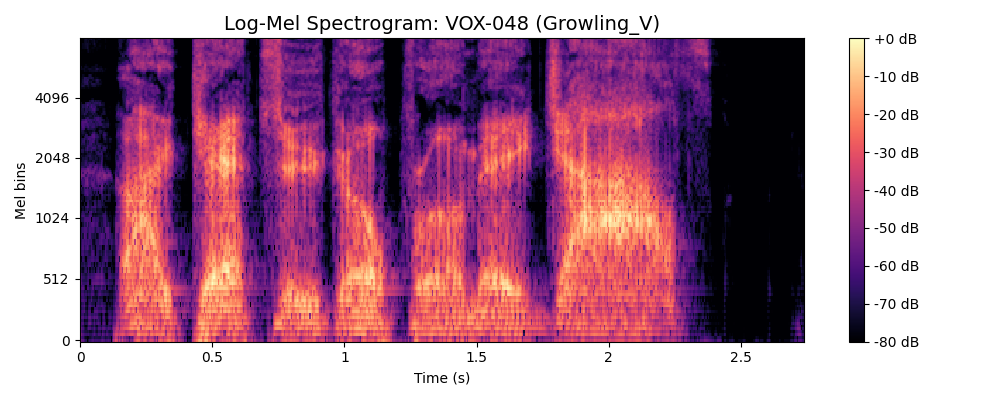 Log-Mel Spectrogram: VOX-048 (Growling_V)
Mel bins
4096
2048
1024
512
0
0
0.5
1
1.5
2
2.5
Time (s)
+0 dB
-10 dB
-20 dB
-30 dB
-40 dB
-50 dB
-60 dB
-70 dB
-80 dB